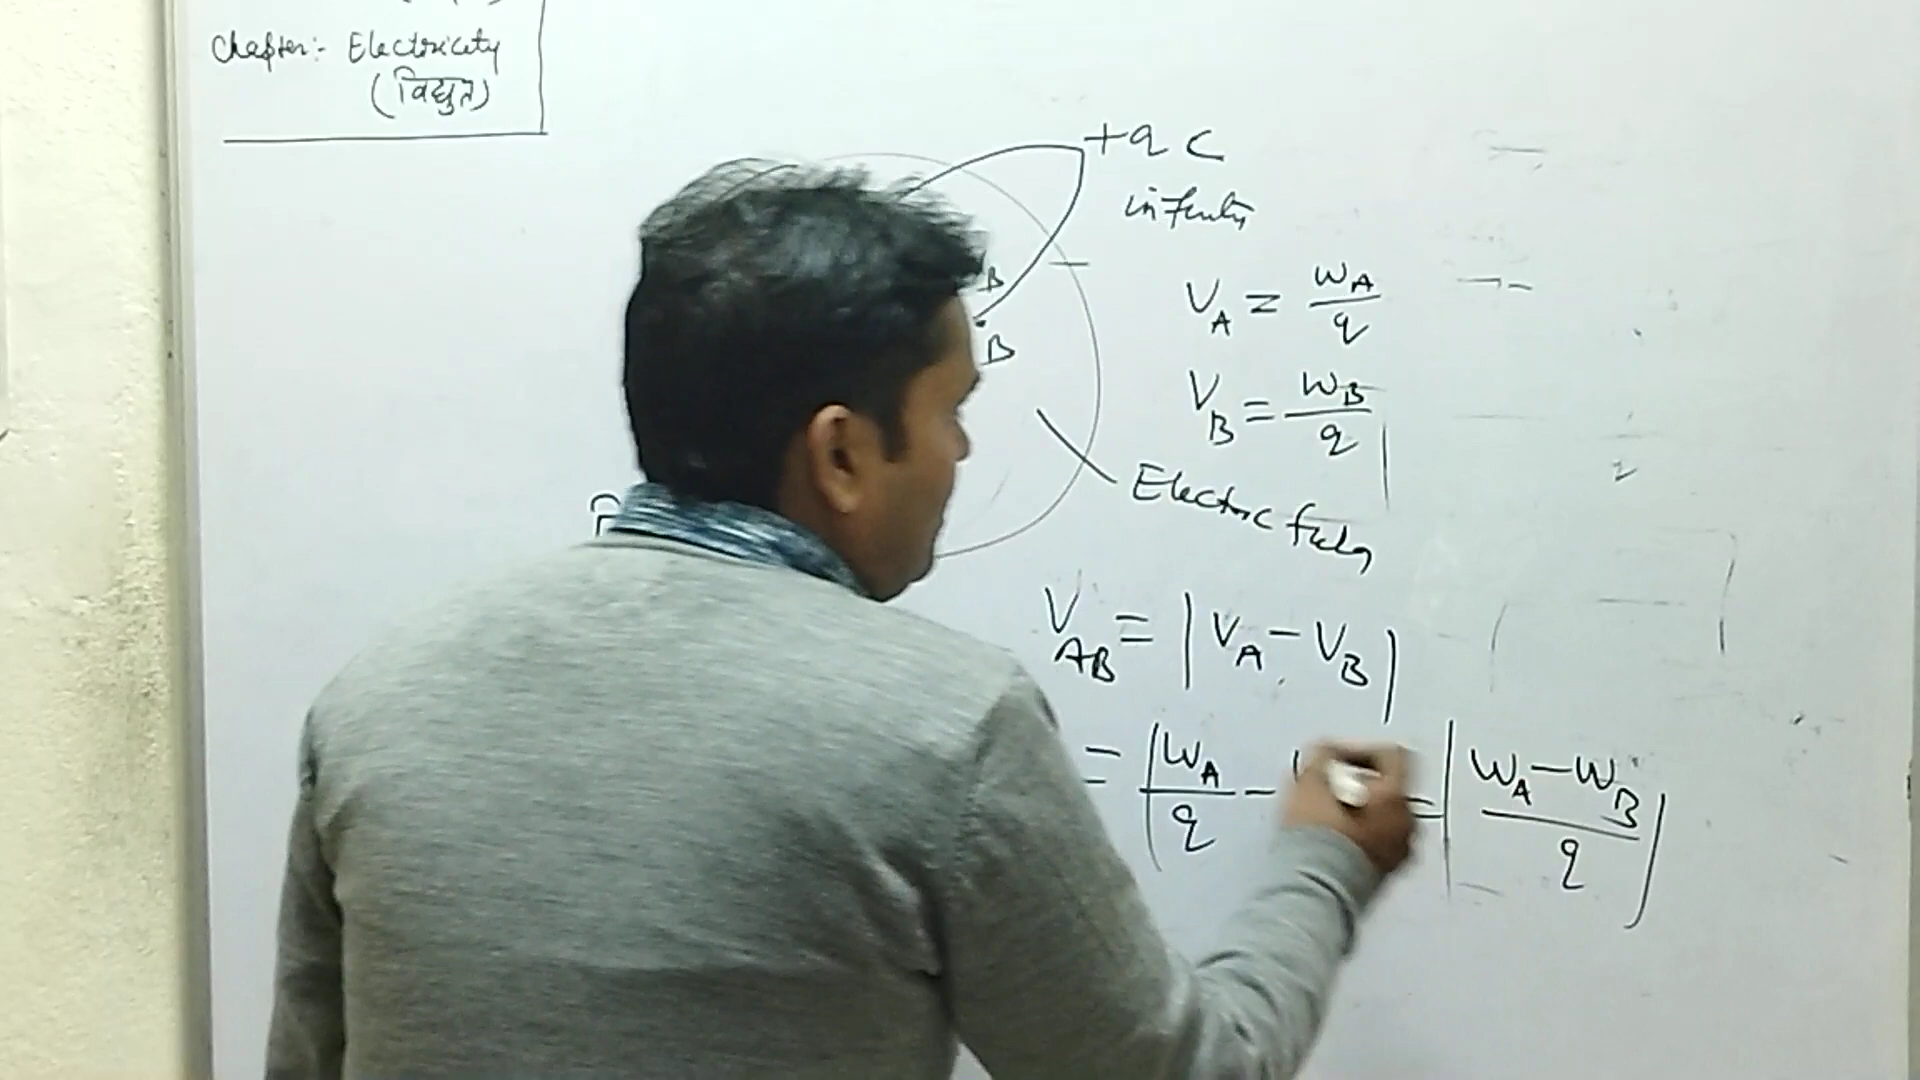 Chapter:- Electricity
(विद्युत)
+q C
infinity
B
B
V_A = W_A/q
V_B = W_B/q
Electric field
V_AB = |V_A - V_B|
= |W_A/q - = |W_A - W_B/q|